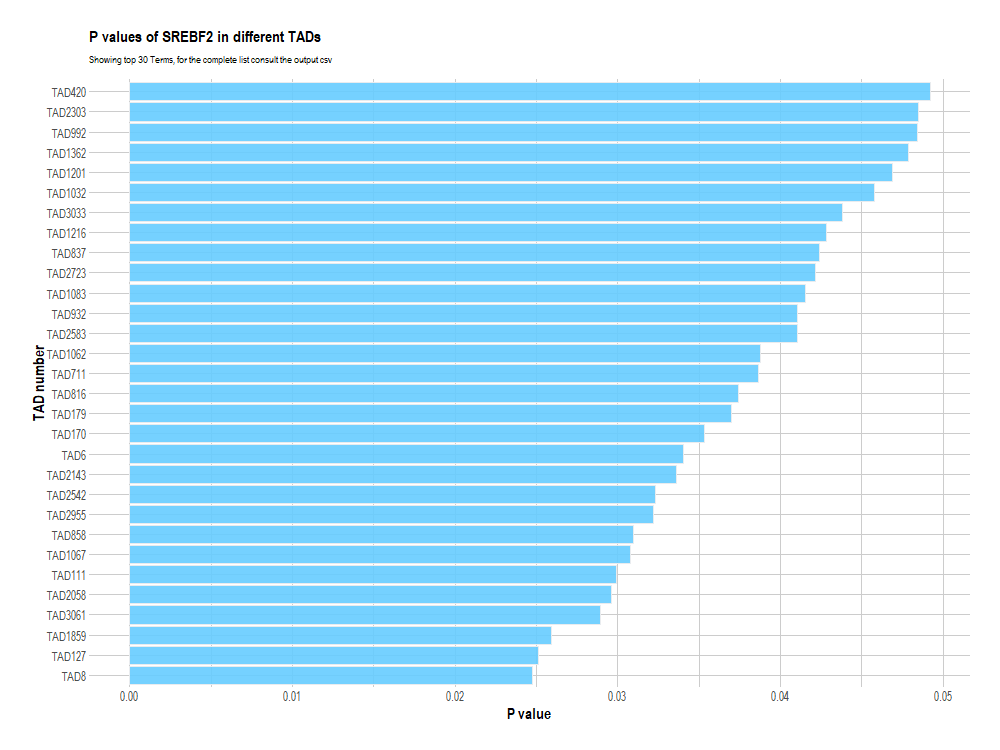 P values of SREBF2 in different TADs
Showing top 30 Terms, for the complete list consult the output csv
TAD420
TAD2303
TAD992
TAD1362
TAD1201
TAD1032
TAD3033
TAD1216
TAD837
TAD2723
TAD1083
TAD932
TAD2583
TAD1062
TAD711
TAD816
TAD179
TAD170
TAD6
TAD2143
TAD2542
TAD2955
TAD858
TAD1067
TAD111
TAD2058
TAD3061
TAD1859
TAD127
TAD8
TAD number
0.00 0.01 0.02 0.03 0.04 0.05
P value